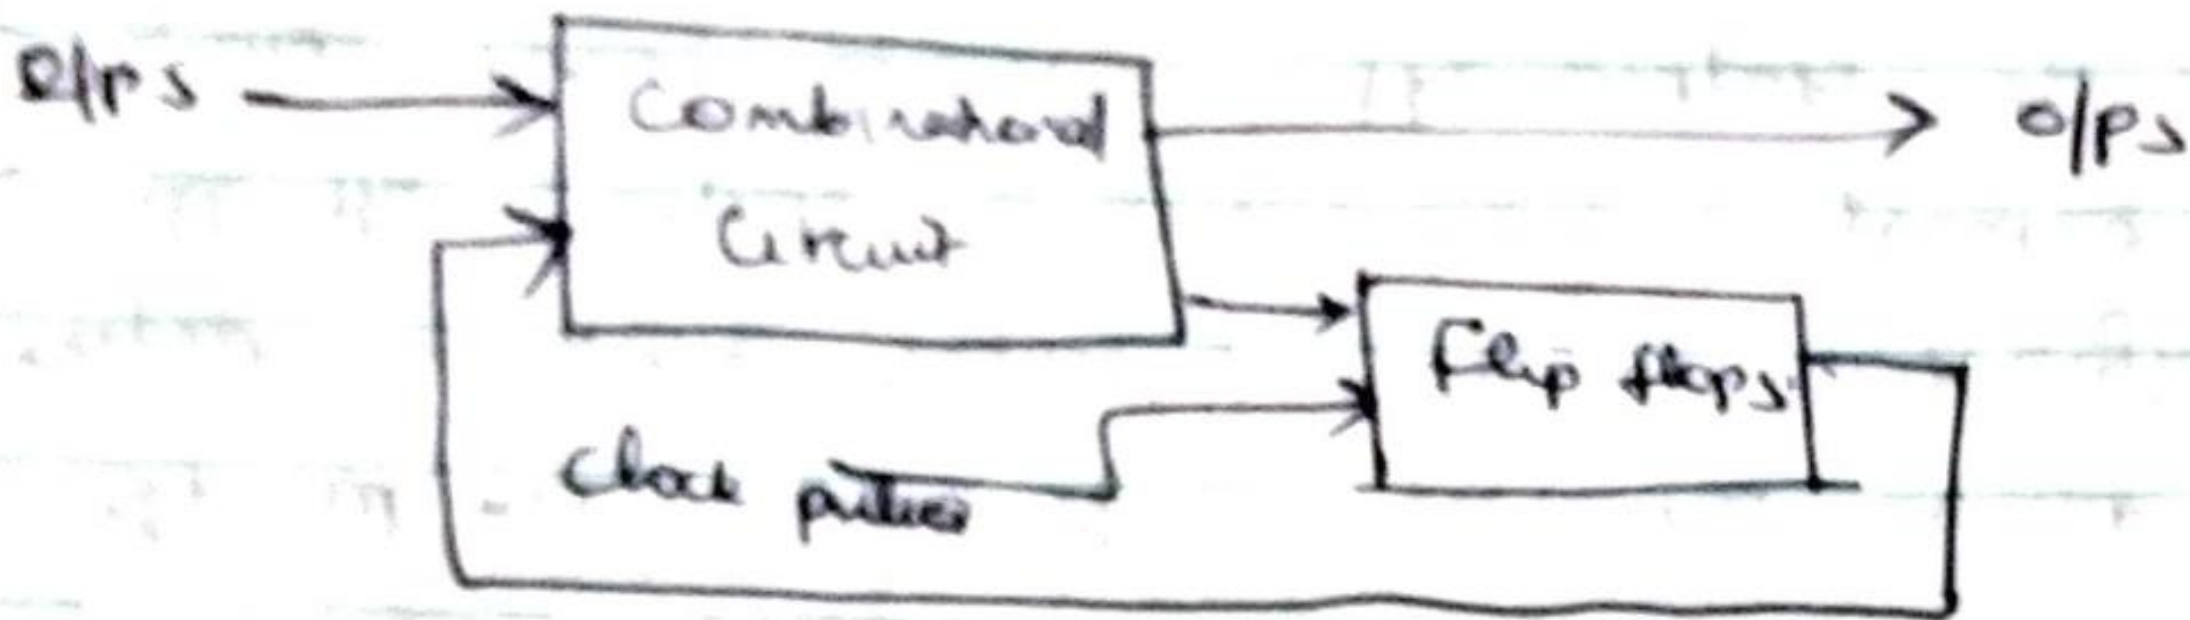 I/ps
Combinational
Circuit
o/ps
Flip flops
Clock pulses